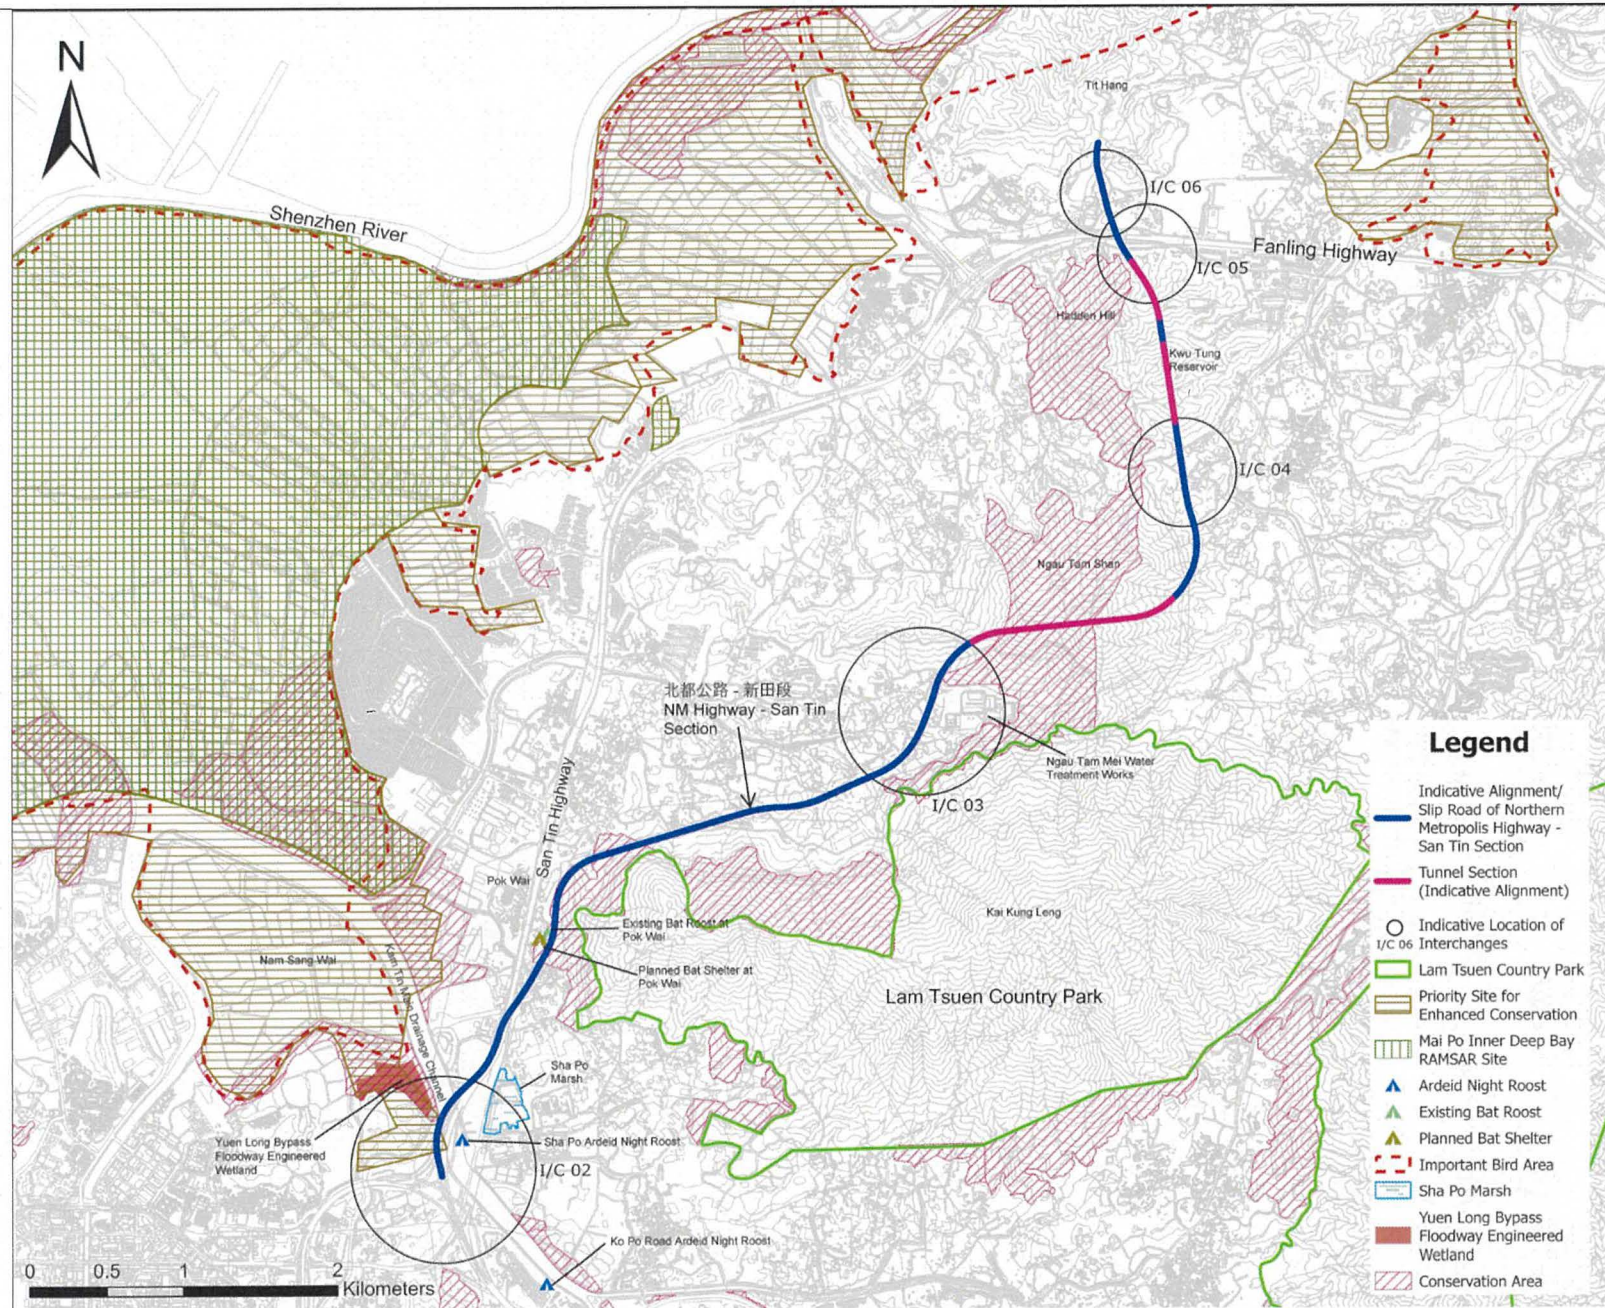 N
Shenzhen River
Tit Hang
I/C 06
Fanling Highway
I/C 05
Hadden Hill
Kwu Tung
Reservoir
I/C 04
Ngau Tam Shan
北都公路 - 新田段
NM Highway - San Tin
Section
Ngau Tam Mei Water
Treatment Works
I/C 03
San Tin Highway
Pok Wai
Existing Bat Roost at
Pok Wai
Planned Bat Shelter at
Pok Wai
Kai Kung Leng
Lam Tsuen Country Park
Nam Sang Wai
Kam Tin Main Drainage Channel
Sha Po
Marsh
Yuen Long Bypass
Floodway Engineered
Wetland
Sha Po Ardeid Night Roost
I/C 02
Ko Po Road Ardeid Night Roost
0 0.5 1 2
Kilometers
Legend
Indicative Alignment/
Slip Road of Northern
Metropolis Highway -
San Tin Section
Tunnel Section
(Indicative Alignment)
Indicative Location of
I/C 06 Interchanges
Lam Tsuen Country Park
Priority Site for
Enhanced Conservation
Mai Po Inner Deep Bay
RAMSAR Site
Ardeid Night Roost
Existing Bat Roost
Planned Bat Shelter
Important Bird Area
Sha Po Marsh
Yuen Long Bypass
Floodway Engineered
Wetland
Conservation Area